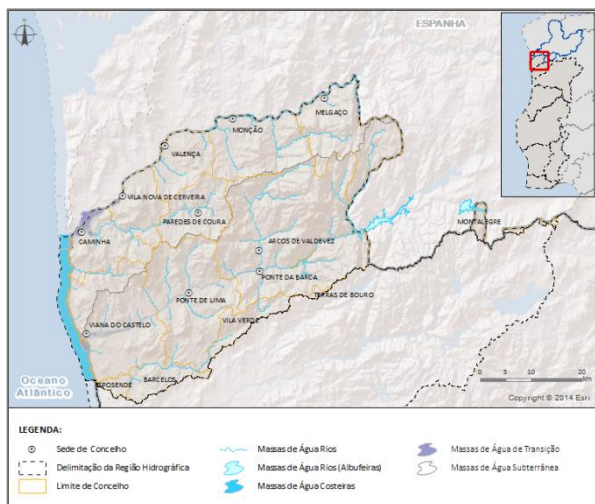 ESPANHA
MELGAÇO
MONÇÃO
VALENÇA
VILA NOVA DE CERVEIRA
PAREDES DE COURA
MONTALEGRE
CAMINHA
ARCOS DE VALDEVEZ
PONTE DA BARCA
PONTE DE LIMA
TERRAS DE BOURO
VILA VERDE
VIANA DO CASTELO
BARCELOS
ESPOSENDE
Oceano
Atlântico
0 10 20
km
Copyright © 2014 Esri
LEGENDA:
Sede de Concelho
Massas de Água Rios
Massas de Água de Transição
Delimitação da Região Hidrográfica
Massas de Água Rios (Albufeiras)
Massas de Água Subterrânea
Limite de Concelho
Massas de Água Costeiras